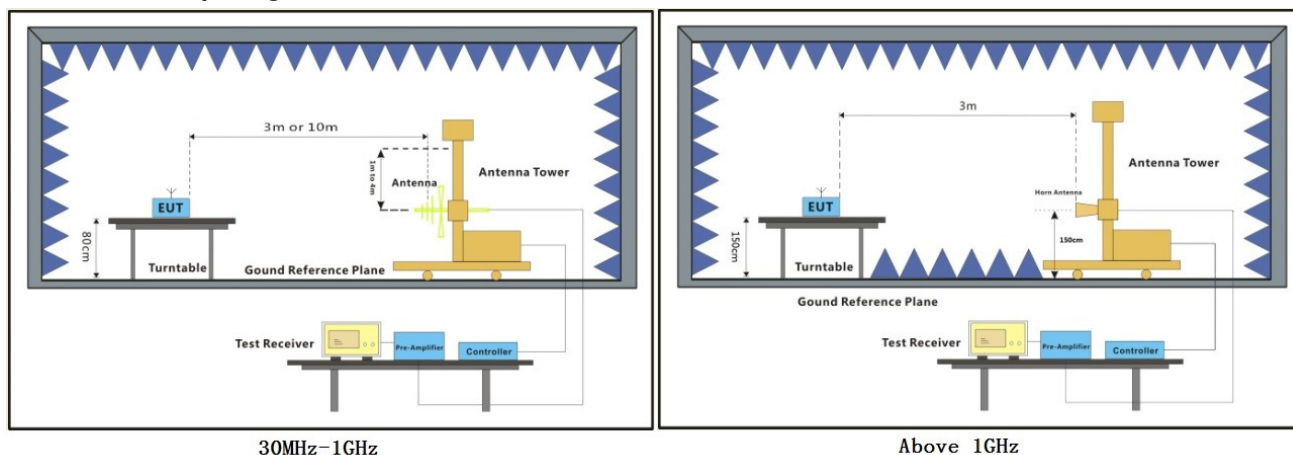 3m or 10m
1m to 4m
Antenna
Antenna Tower
EUT
80cm
Turntable
Gound Reference Plane
Test Receiver
Pre-Amplifier
Controller
30MHz-1GHz
3m
Horn Antenna
Antenna Tower
EUT
150cm
150cm
Turntable
Gound Reference Plane
Test Receiver
Pre-Amplifier
Controller
Above 1GHz